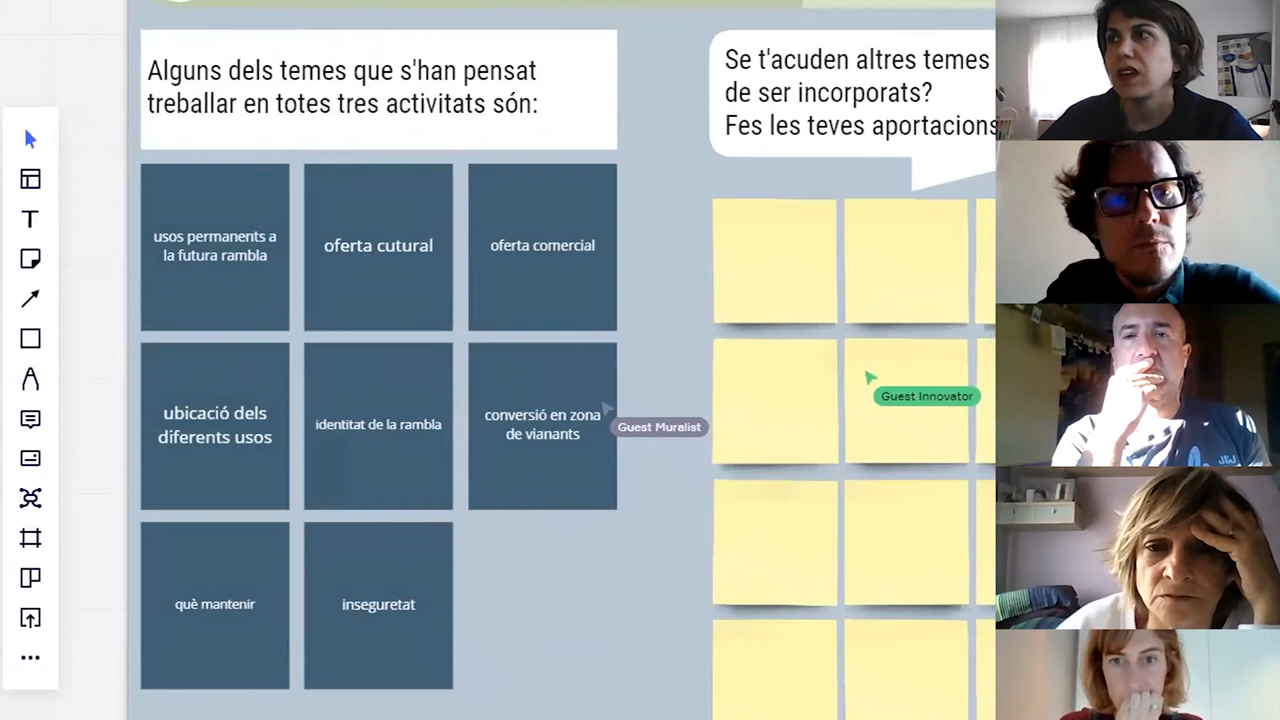 Alguns dels temes que s'han pensat
treballar en totes tres activitats són:
Se t'acuden altres temes
de ser incorporats?
Fes les teves aportacions
usos permanents a
la futura rambla
oferta cutural
oferta comercial
ubicació dels
diferents usos
identitat de la rambla
conversió en zona
de vianants
Guest Muralist
Guest Innovator
què mantenir
inseguretat